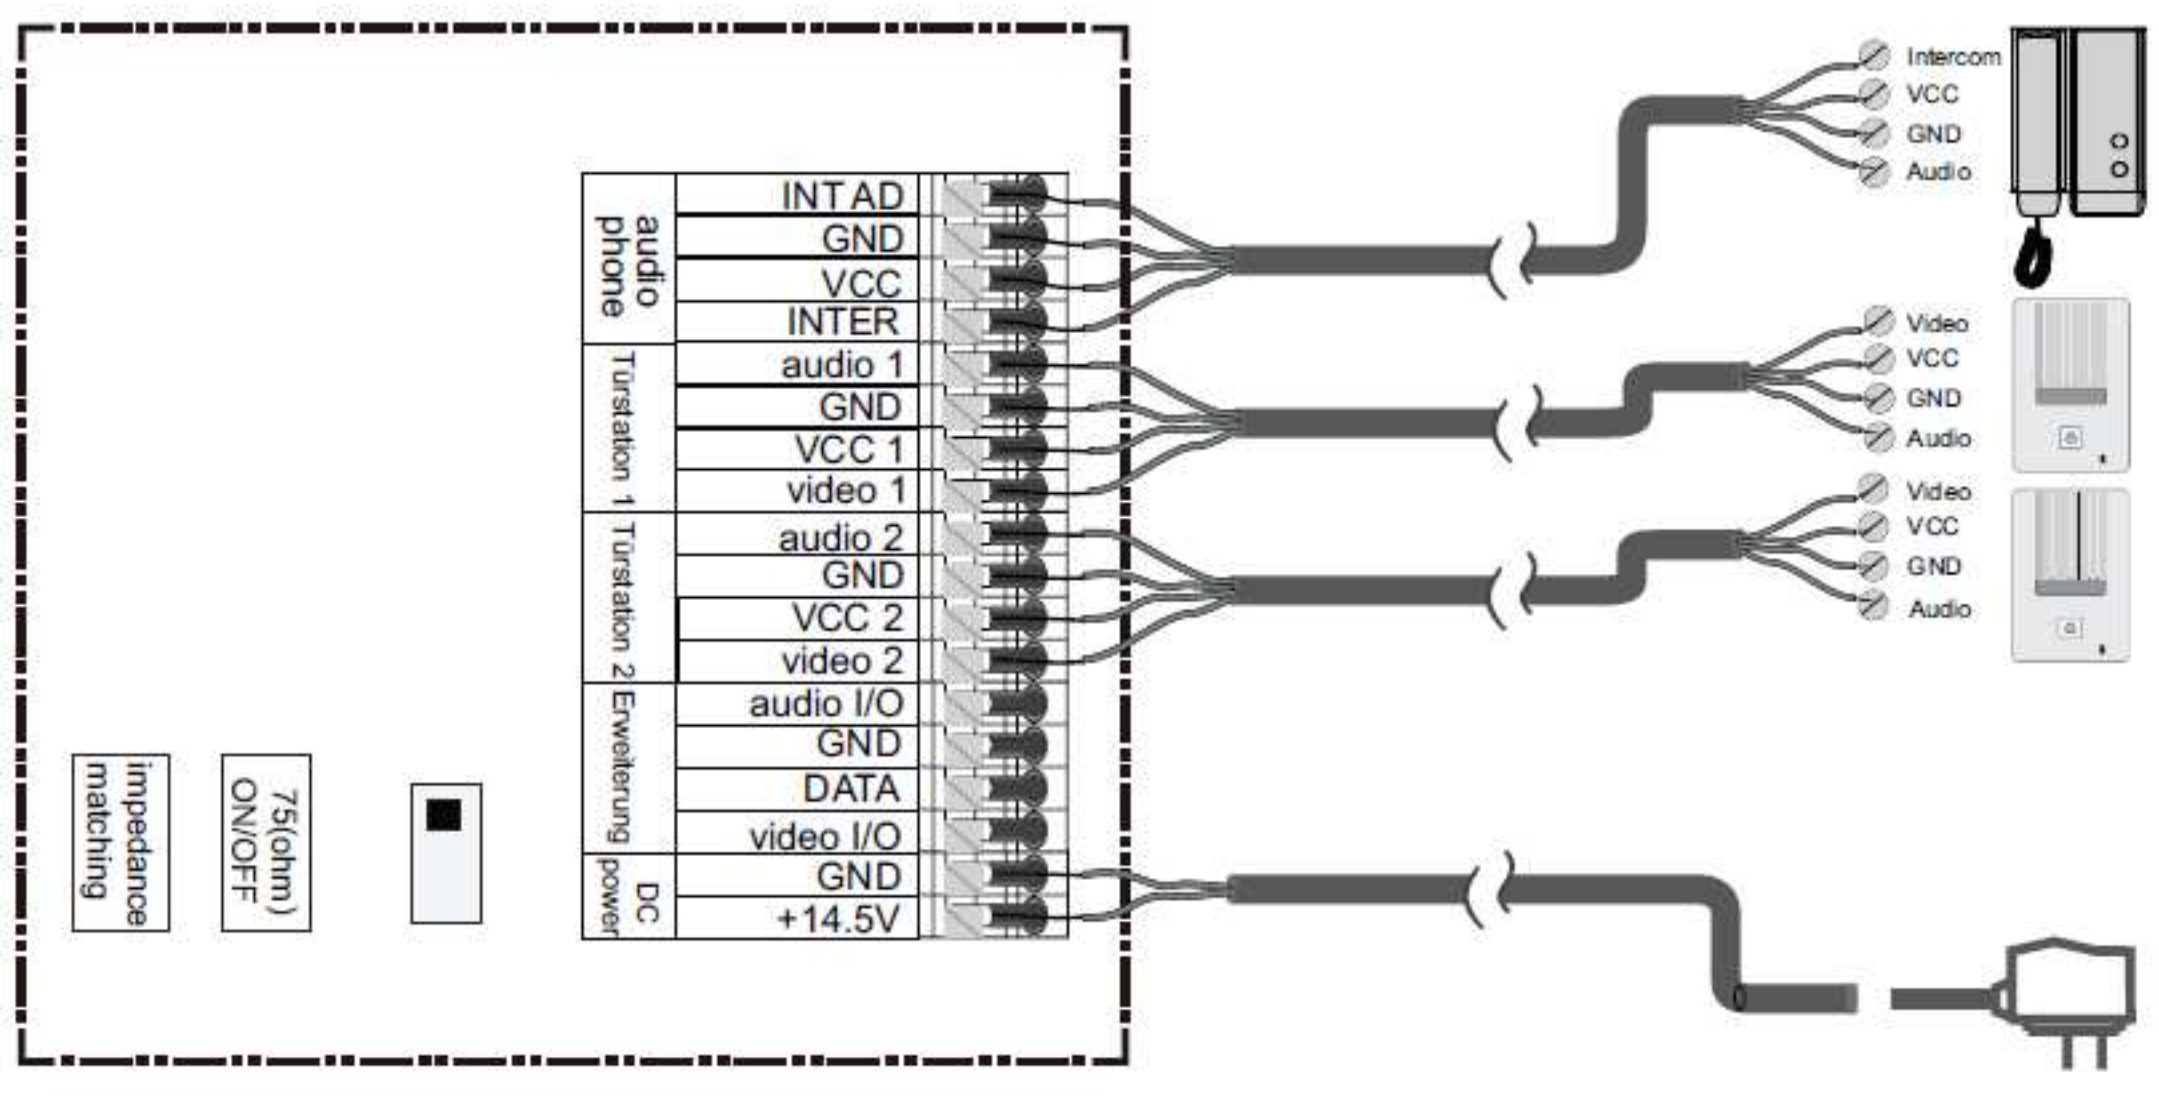 Intercom
VCC
GND
Audio
audio
phone
INT AD
GND
VCC
INTER
Türstation 1
audio 1
GND
VCC 1
video 1
Video
VCC
GND
Audio
Türstation 2
audio 2
GND
VCC 2
video 2
Video
VCC
GND
Audio
Erweiterung
audio I/O
GND
DATA
video I/O
DC
power
GND
+14.5V
impedance
matching
75(ohm)
ON/OFF